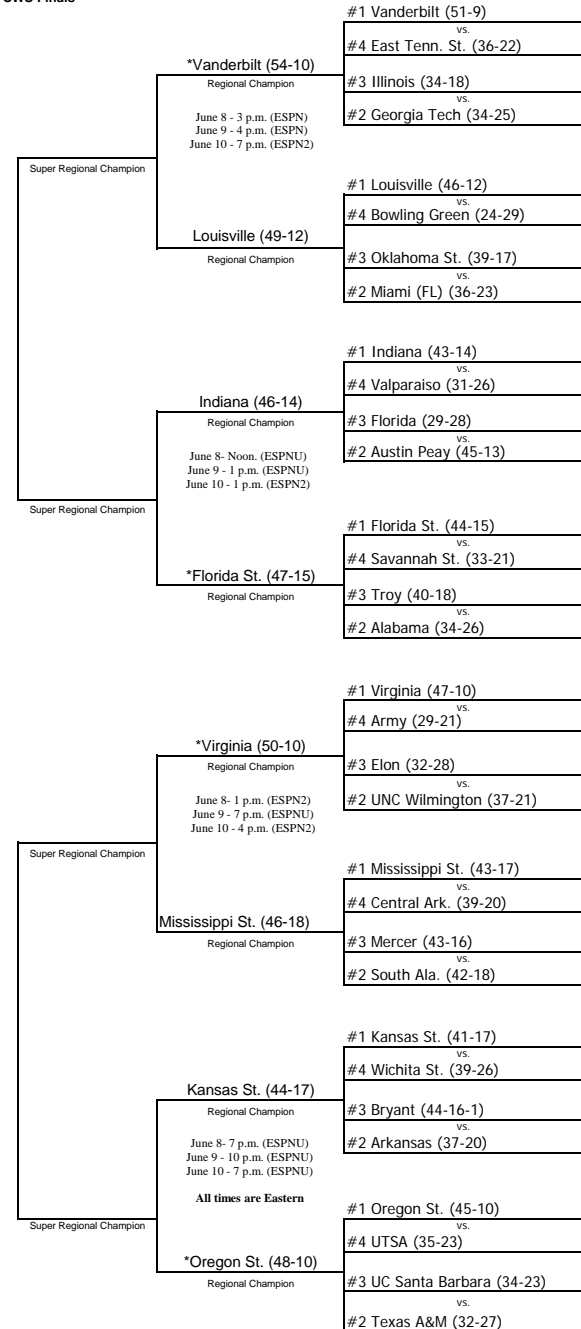 CWS Finals
#1 Vanderbilt (51-9)
vs.
#4 East Tenn. St. (36-22)
*Vanderbilt (54-10)
Regional Champion
#3 Illinois (34-18)
vs.
#2 Georgia Tech (34-25)
June 8 - 3 p.m. (ESPN)
June 9 - 4 p.m. (ESPN)
June 10 - 7 p.m. (ESPN2)
Super Regional Champion
#1 Louisville (46-12)
vs.
#4 Bowling Green (24-29)
Louisville (49-12)
Regional Champion
#3 Oklahoma St. (39-17)
vs.
#2 Miami (FL) (36-23)
#1 Indiana (43-14)
vs.
#4 Valparaiso (31-26)
Indiana (46-14)
Regional Champion
#3 Florida (29-28)
vs.
#2 Austin Peay (45-13)
June 8- Noon. (ESPNU)
June 9 - 1 p.m. (ESPNU)
June 10 - 1 p.m. (ESPN2)
Super Regional Champion
#1 Florida St. (44-15)
vs.
#4 Savannah St. (33-21)
*Florida St. (47-15)
Regional Champion
#3 Troy (40-18)
vs.
#2 Alabama (34-26)
#1 Virginia (47-10)
vs.
#4 Army (29-21)
*Virginia (50-10)
Regional Champion
#3 Elon (32-28)
vs.
#2 UNC Wilmington (37-21)
June 8- 1 p.m. (ESPN2)
June 9 - 7 p.m. (ESPNU)
June 10 - 4 p.m. (ESPN2)
Super Regional Champion
#1 Mississippi St. (43-17)
vs.
#4 Central Ark. (39-20)
Mississippi St. (46-18)
Regional Champion
#3 Mercer (43-16)
vs.
#2 South Ala. (42-18)
#1 Kansas St. (41-17)
vs.
#4 Wichita St. (39-26)
Kansas St. (44-17)
Regional Champion
#3 Bryant (44-16-1)
vs.
#2 Arkansas (37-20)
June 8- 7 p.m. (ESPNU)
June 9 - 10 p.m. (ESPNU)
June 10 - 7 p.m. (ESPNU)
All times are Eastern
Super Regional Champion
#1 Oregon St. (45-10)
vs.
#4 UTSA (35-23)
*Oregon St. (48-10)
Regional Champion
#3 UC Santa Barbara (34-23)
vs.
#2 Texas A&M (32-27)